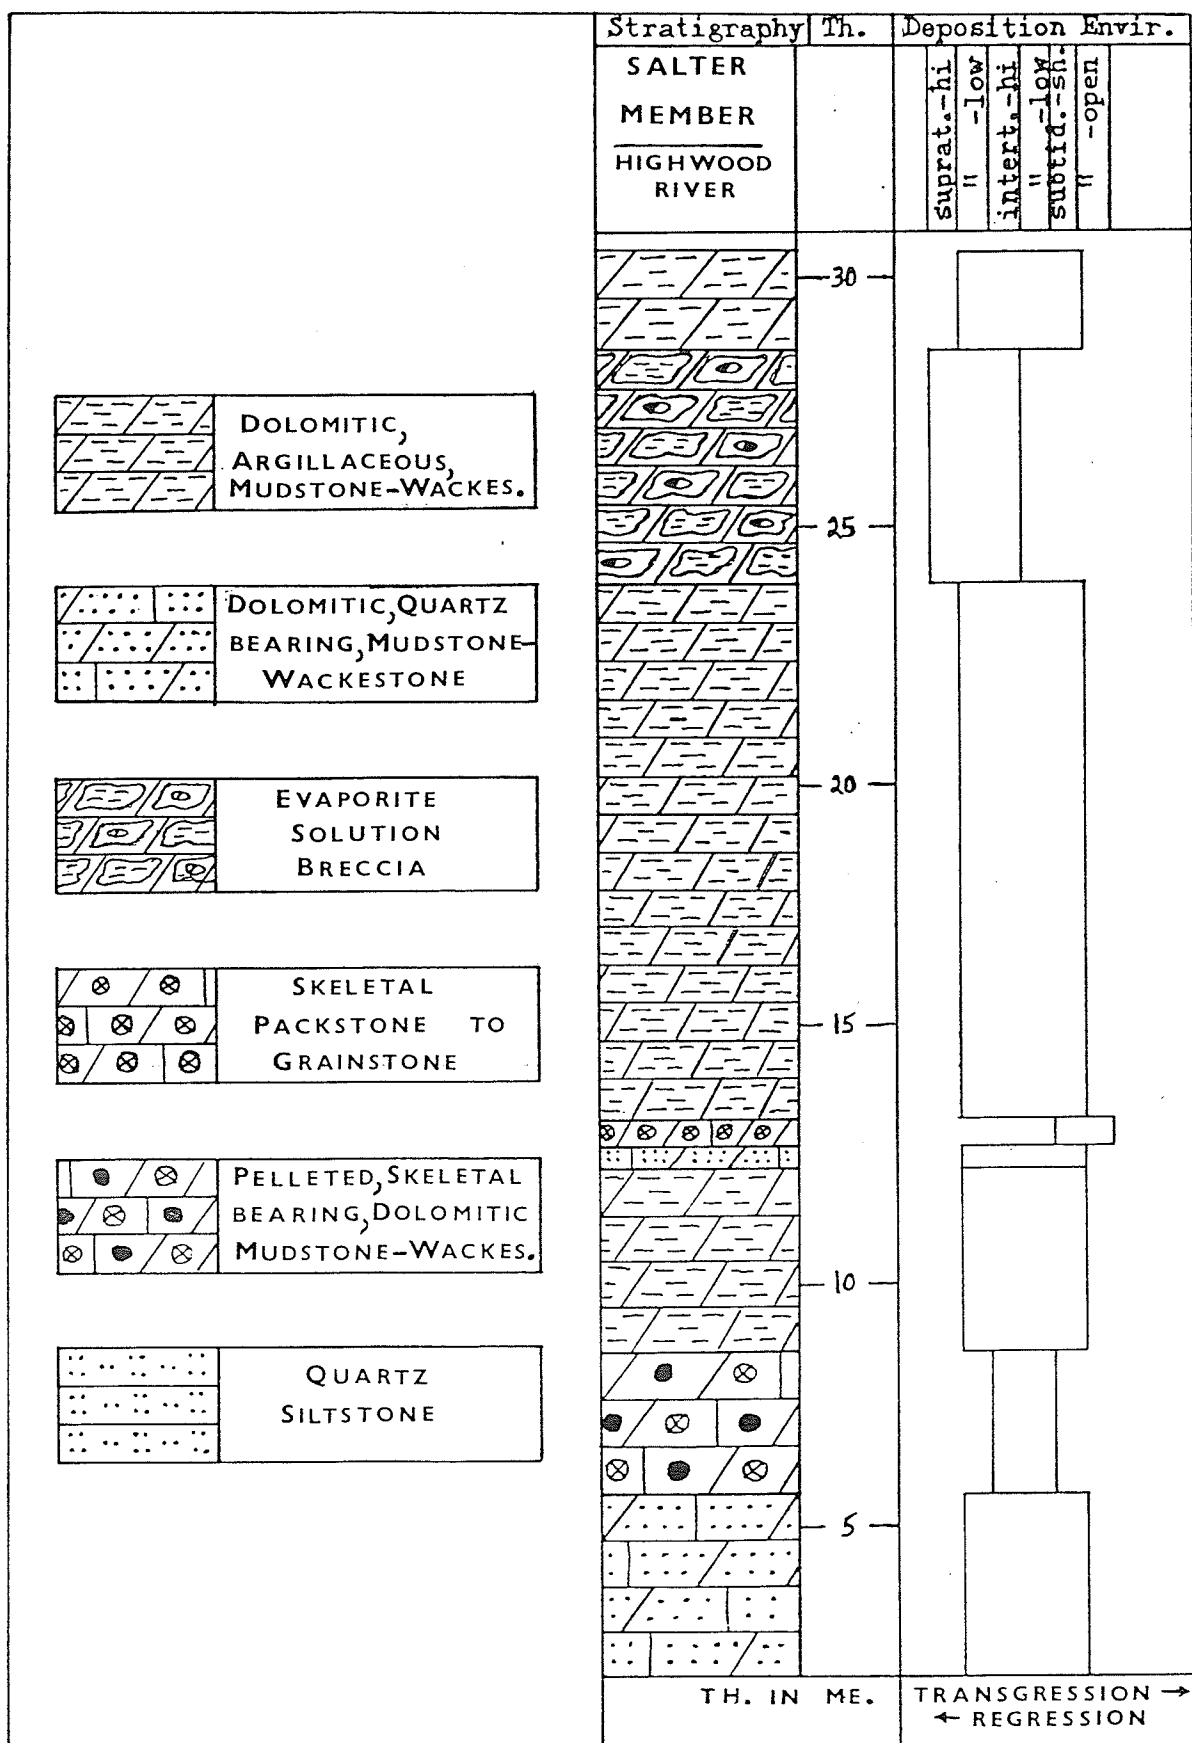 Stratigraphy Th. Deposition Envir.
SALTER
MEMBER
HIGHWOOD
RIVER
suprat.-hi
" -low
intert.-hi
" -low
subtid.-sh.
" -open
30
25
20
15
10
5
DOLOMITIC,
ARGILLACEOUS,
MUDSTONE-WACKES.
DOLOMITIC, QUARTZ
BEARING, MUDSTONE-
WACKESTONE
EVAPORITE
SOLUTION
BRECCIA
SKELETAL
PACKSTONE TO
GRAINSTONE
PELLETED, SKELETAL
BEARING, DOLOMITIC
MUDSTONE-WACKES.
QUARTZ
SILTSTONE
TH. IN ME.
TRANSGRESSION →
← REGRESSION